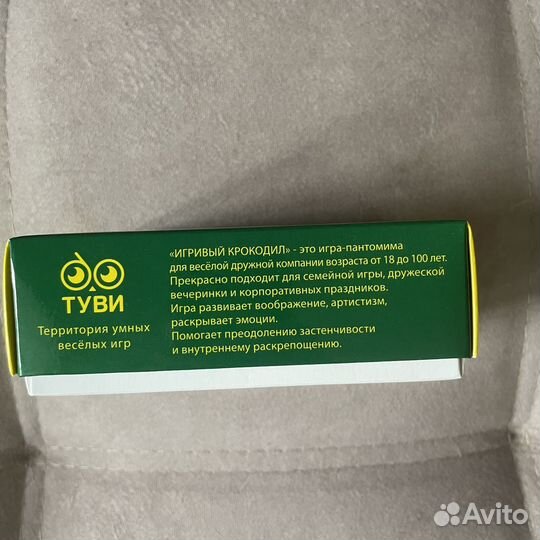 ТУВИ
Территория умных
весёлых игр
«ИГРИВЫЙ КРОКОДИЛ» - это игра-пантомима
для весёлой дружной компании возраста от 18 до 100 лет.
Прекрасно подходит для семейной игры, дружеской
вечеринки и корпоративных праздников.
Игра развивает воображение, артистизм,
раскрывает эмоции.
Помогает преодолению застенчивости
и внутреннему раскрепощению.
Avito